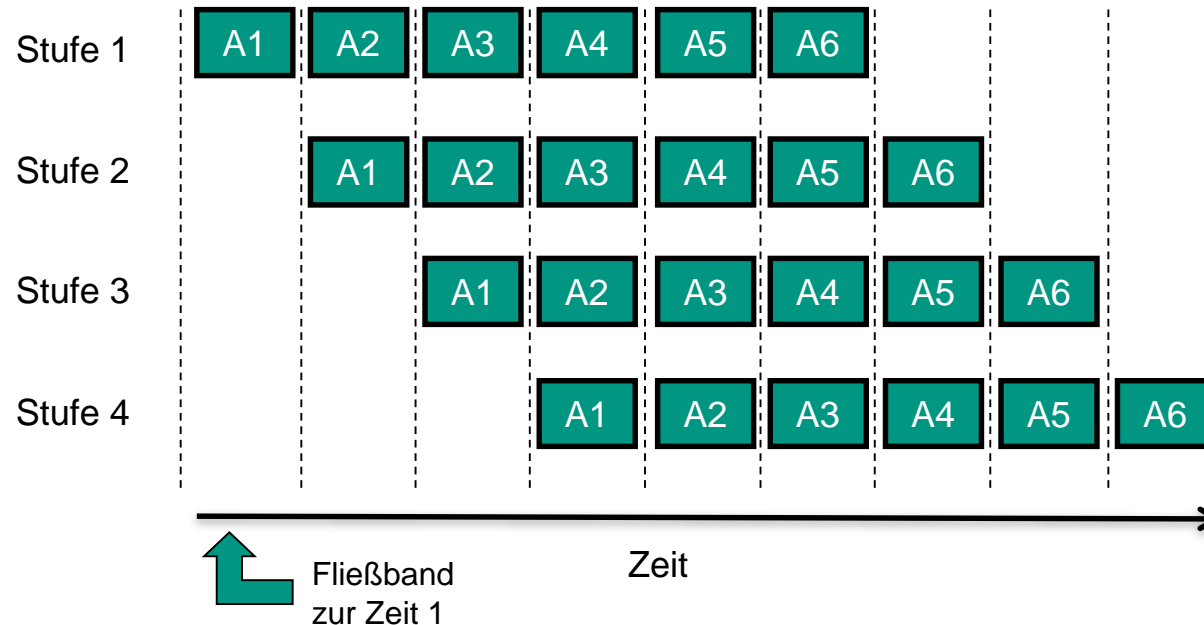 Stufe 1 A1 A2 A3 A4 A5 A6
Stufe 2 A1 A2 A3 A4 A5 A6
Stufe 3 A1 A2 A3 A4 A5 A6
Stufe 4 A1 A2 A3 A4 A5 A6
Zeit
Fließband
zur Zeit 1